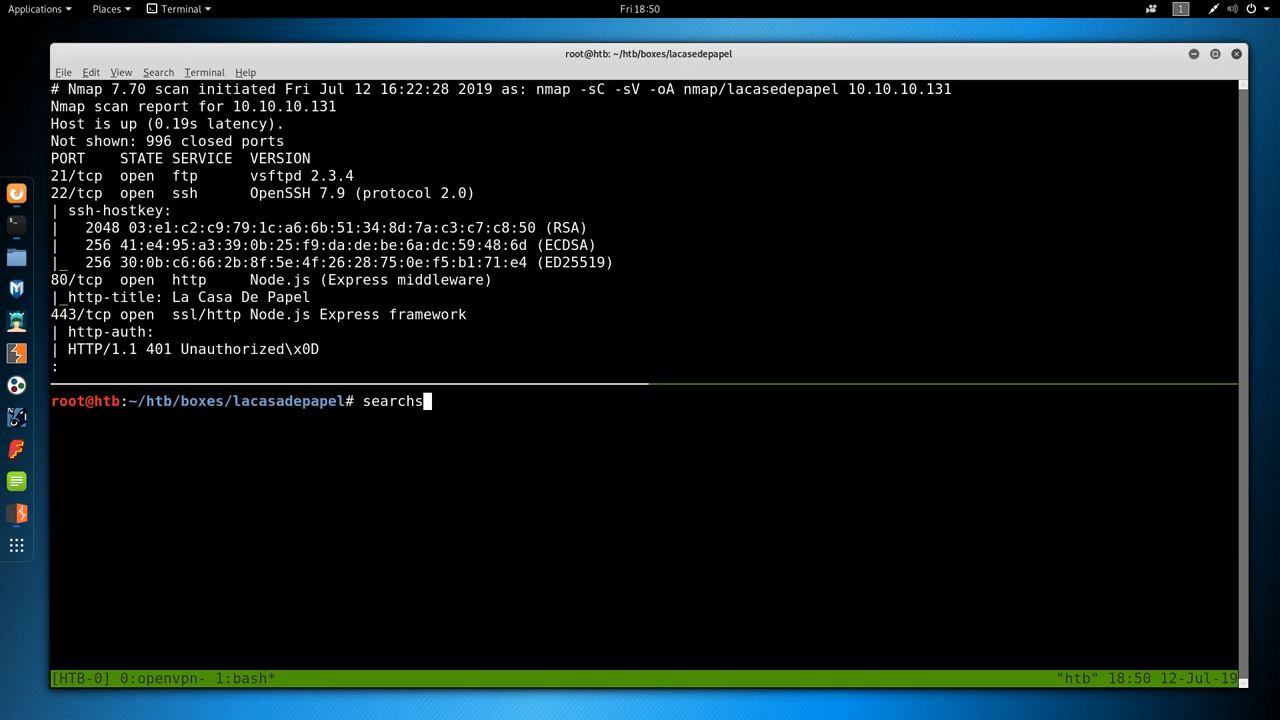 Applications Places Terminal Fri 18:50 1
root@htb: ~/htb/boxes/lacasedepapel
File Edit View Search Terminal Help
# Nmap 7.70 scan initiated Fri Jul 12 16:22:28 2019 as: nmap -sC -sV -oA nmap/lacasedepapel 10.10.10.131
Nmap scan report for 10.10.10.131
Host is up (0.19s latency).
Not shown: 996 closed ports
PORT    STATE SERVICE  VERSION
21/tcp  open  ftp      vsftpd 2.3.4
22/tcp  open  ssh      OpenSSH 7.9 (protocol 2.0)
| ssh-hostkey:
|   2048 03:e1:c2:c9:79:1c:a6:6b:51:34:8d:7a:c3:c7:c8:50 (RSA)
|   256 41:e4:95:a3:39:0b:25:f9:da:de:be:6a:dc:59:48:6d (ECDSA)
|_  256 30:0b:c6:66:2b:8f:5e:4f:26:28:75:0e:f5:b1:71:e4 (ED25519)
80/tcp  open  http     Node.js (Express middleware)
|_http-title: La Casa De Papel
443/tcp open  ssl/http Node.js Express framework
| http-auth:
| HTTP/1.1 401 Unauthorized\x0D
:
root@htb:~/htb/boxes/lacasadepapel# searchs
[HTB-0] 0:openvpn- 1:bash* "htb" 18:50 12-Jul-19